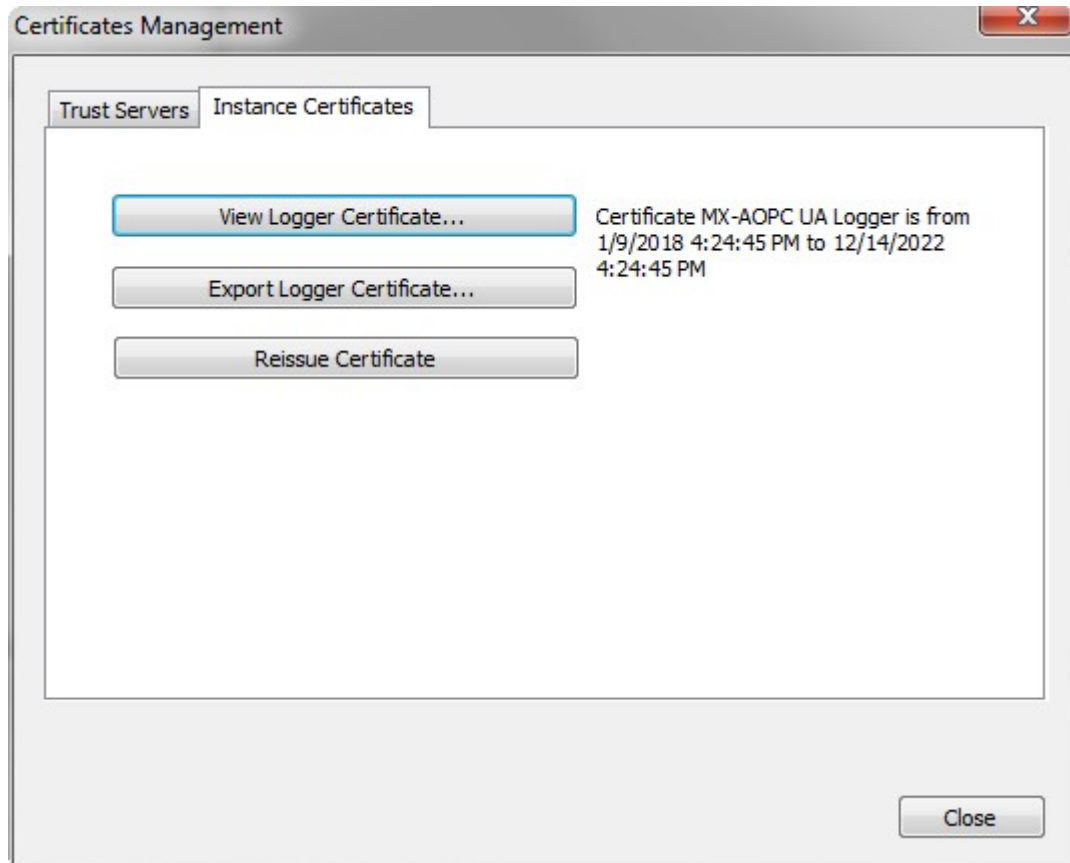 Certificates Management
Trust Servers
Instance Certificates
View Logger Certificate...
Certificate MX-AOPC UA Logger is from
1/9/2018 4:24:45 PM to 12/14/2022
4:24:45 PM
Export Logger Certificate...
Reissue Certificate
Close